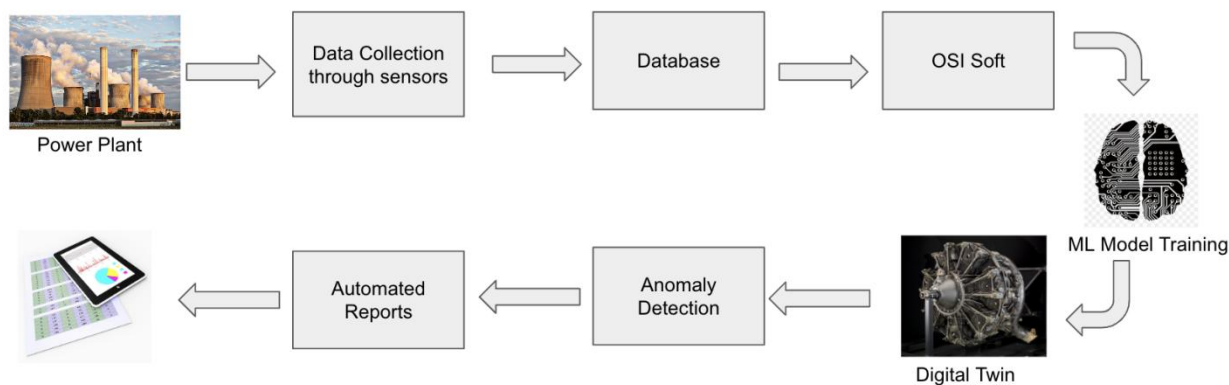 Power Plant
Data Collection
through sensors
Database
OSI Soft
ML Model Training
Digital Twin
Anomaly
Detection
Automated
Reports